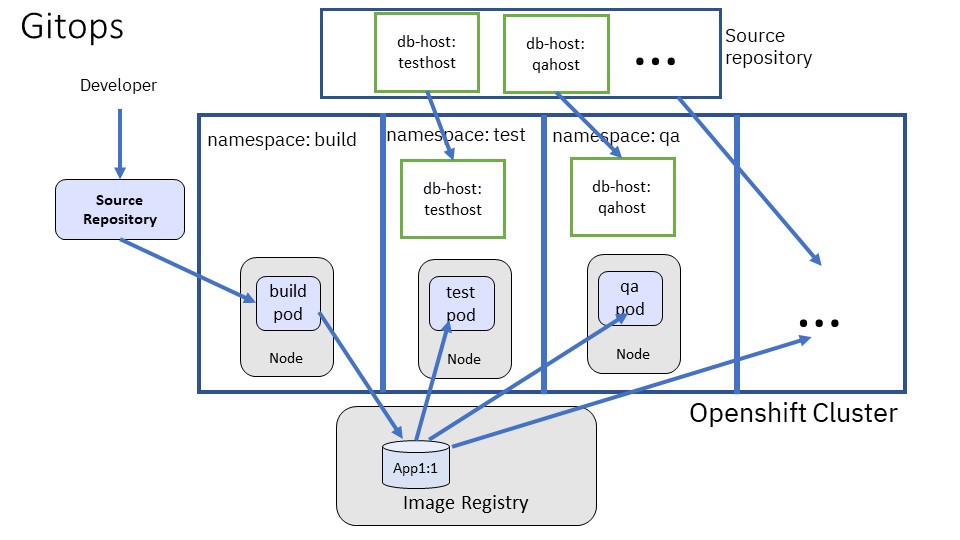 Gitops
db-host:
testhost
db-host:
qahost
...
Source
repository
Developer
namespace: build
namespace: test
namespace: qa
Source
Repository
db-host:
testhost
db-host:
qahost
build
pod
Node
test
pod
Node
qa
pod
Node
...
Openshift Cluster
App1:1
Image Registry